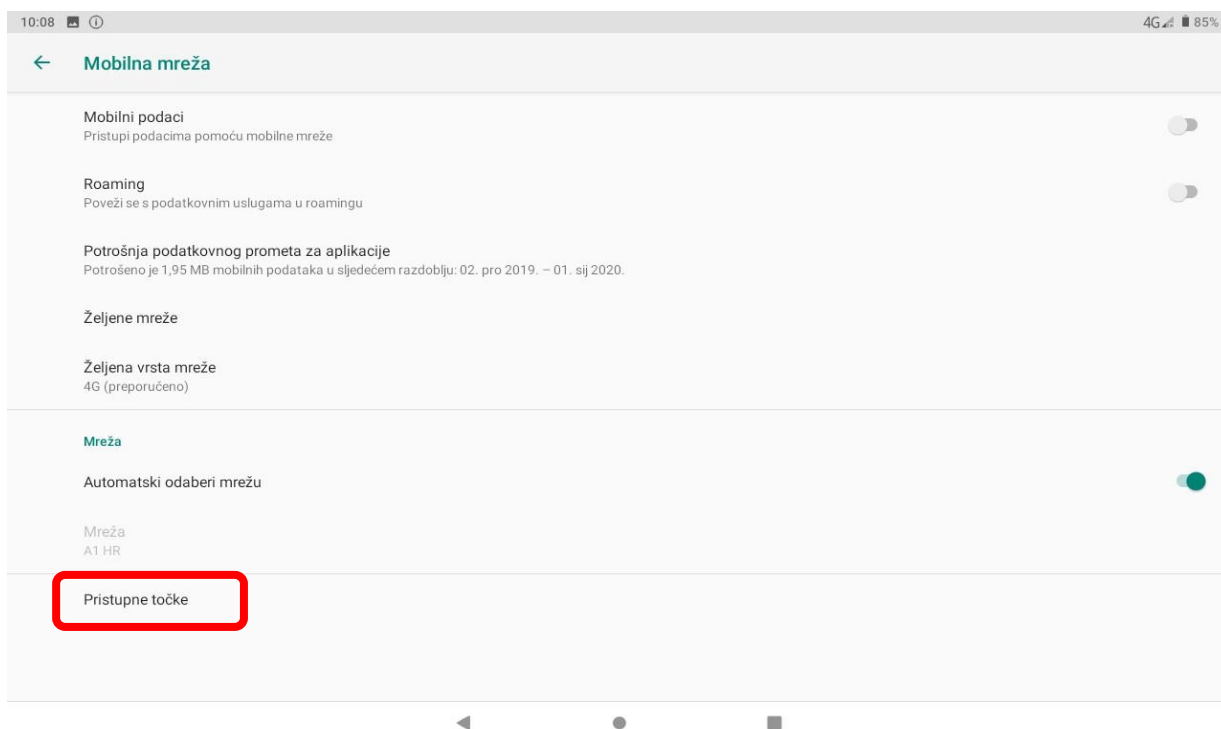 10:08 4G 85%
Mobilna mreža
Mobilni podaci
Pristupi podacima pomoću mobilne mreže
Roaming
Poveži se s podatkovnim uslugama u roamingu
Potrošnja podatkovnog prometa za aplikacije
Potrošeno je 1,95 MB mobilnih podataka u sljedećem razdoblju: 02. pro 2019. – 01. sij 2020.
Željene mreže
Željena vrsta mreže
4G (preporučeno)
Mreža
Automatski odaberi mrežu
Mreža
A1 HR
Pristupne točke